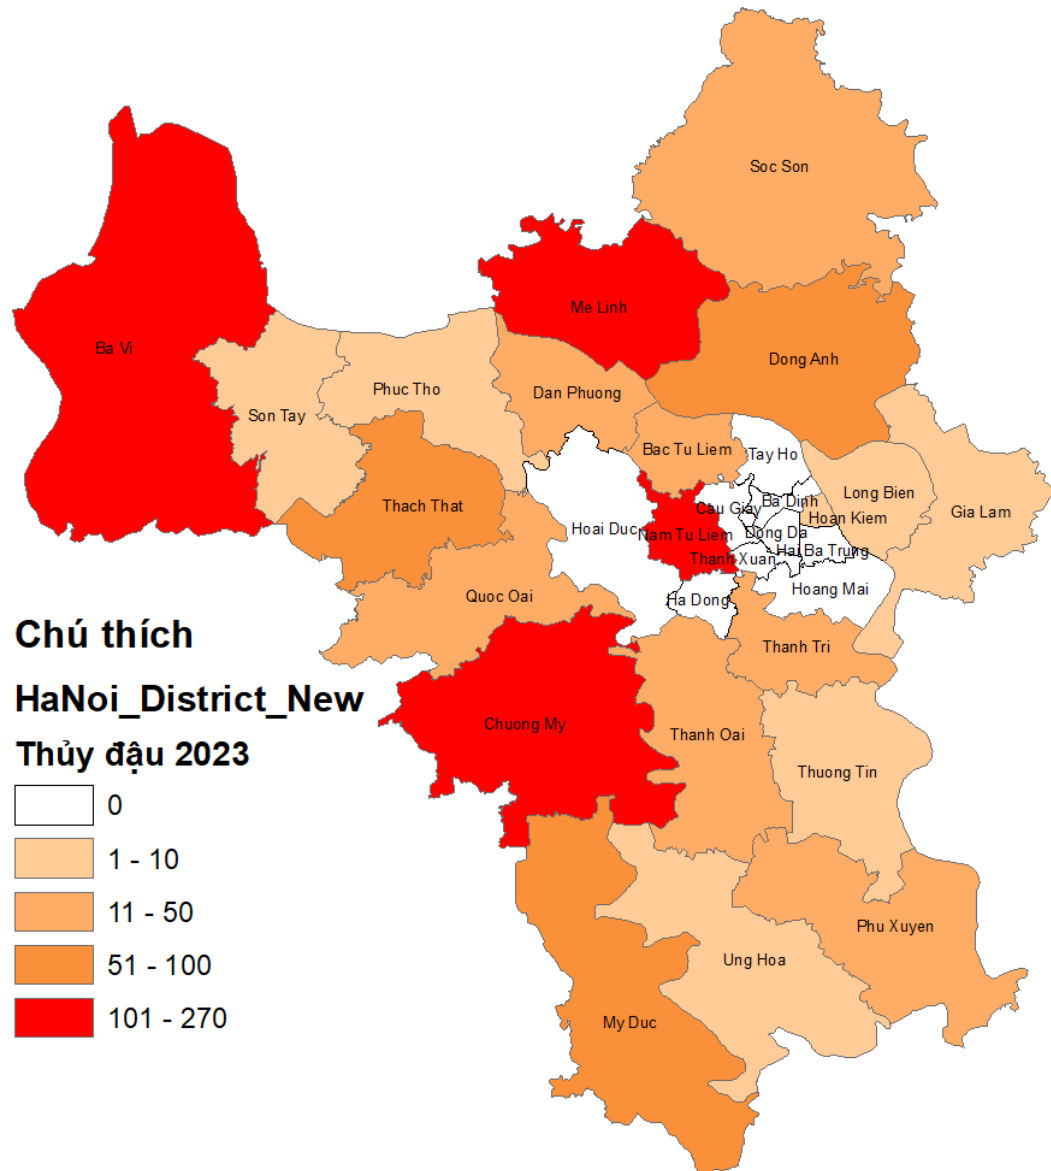 Soc Son
Me Linh
Ba Vi
Dong Anh
Phuc Tho
Dan Phuong
Son Tay
Bac Tu Liem
Tay Ho
Long Bien
Ba Dinh
Cau Giay
Thach That
Hoan Kiem
Gia Lam
Hoai Duc
Nam Tu Liem
Dong Da
Hai Ba Trung
Thanh Xuan
Hoang Mai
Quoc Oai
Ha Dong
Thanh Tri
Chuong My
Thanh Oai
Thuong Tin
Phu Xuyen
Ung Hoa
My Duc
Chú thích
HaNoi_District_New
Thủy đậu 2023
0
1 - 10
11 - 50
51 - 100
101 - 270